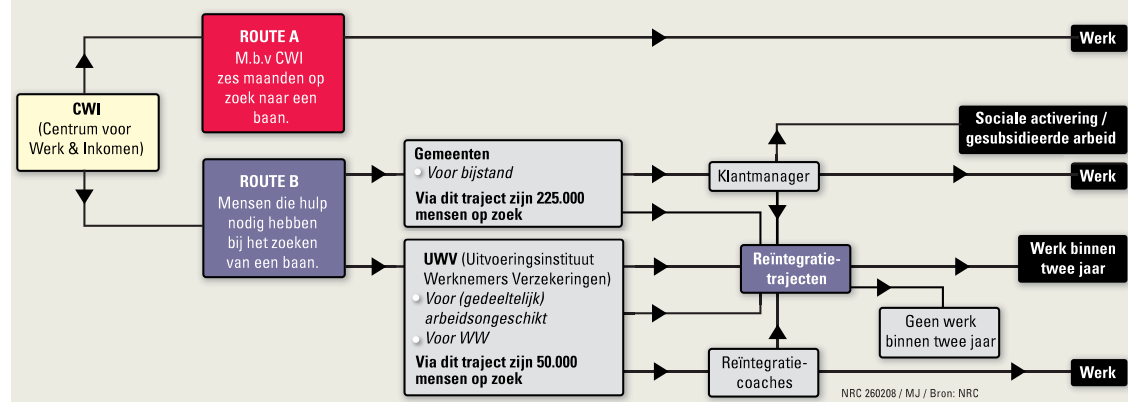 ROUTE A
M.b.v CWI
zes maanden op
zoek naar een
baan.
Werk
CWI
(Centrum voor
Werk & Inkomen)
ROUTE B
Mensen die hulp
nodig hebben
bij het zoeken
van een baan.
Gemeenten
Voor bijstand
Via dit traject zijn 225.000
mensen op zoek
Klantmanager
Sociale activering /
gesubsidieerde arbeid
Werk
UWV (Uitvoeringsinstituut
Werknemers Verzekeringen)
Voor (gedeeltelijk)
arbeidsongeschikt
Voor WW
Via dit traject zijn 50.000
mensen op zoek
Reïntegratie-
trajecten
Werk binnen
twee jaar
Geen werk
binnen twee jaar
Reïntegratie-
coaches
Werk
NRC 260208 / MJ / Bron: NRC